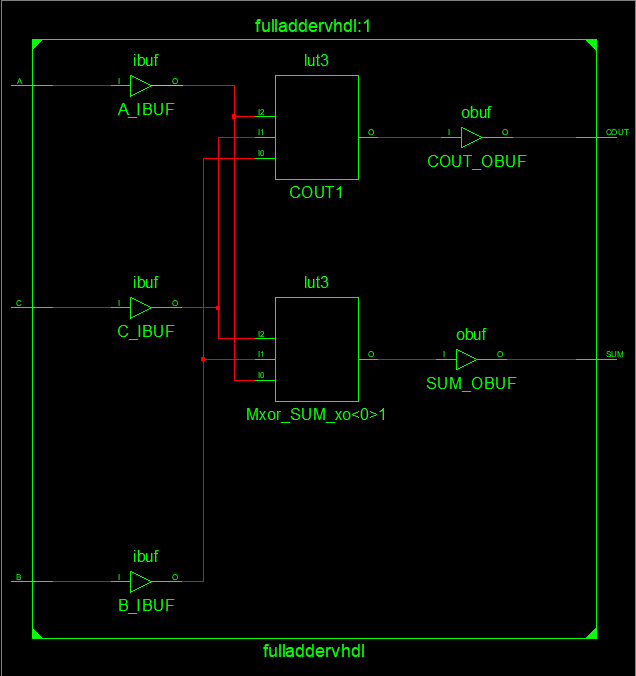 fulladdervhdl:1
ibuf
lut3
A
I
O
A_IBUF
I2
I1
I0
O
COUT1
obuf
I
O
COUT
COUT_OBUF
ibuf
lut3
C
I
O
C_IBUF
I2
I1
I0
O
Mxor_SUM_xo<0>1
obuf
I
O
SUM
SUM_OBUF
ibuf
B
I
O
B_IBUF
fulladdervhdl